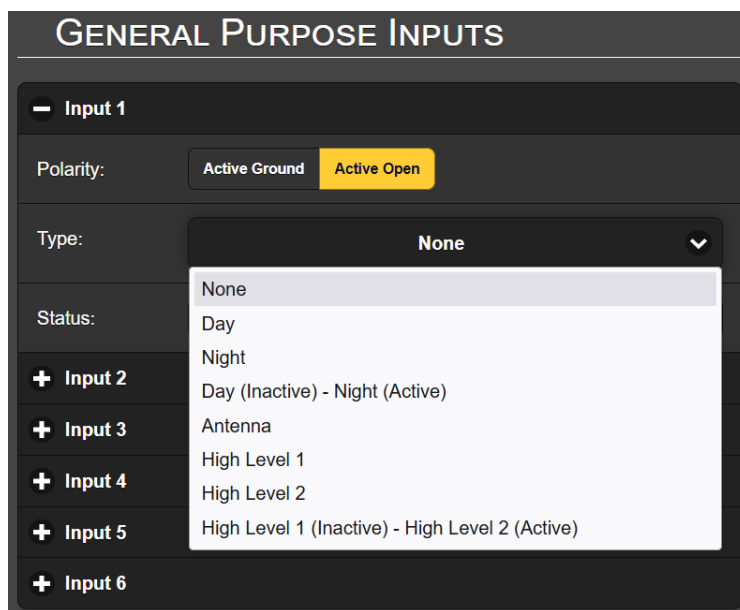 GENERAL PURPOSE INPUTS
Input 1
Polarity: Active Ground Active Open
Type: None
None
Day
Status:
Night
Input 2
Day (Inactive) - Night (Active)
Input 3
Antenna
High Level 1
Input 4
High Level 2
Input 5
High Level 1 (Inactive) - High Level 2 (Active)
Input 6